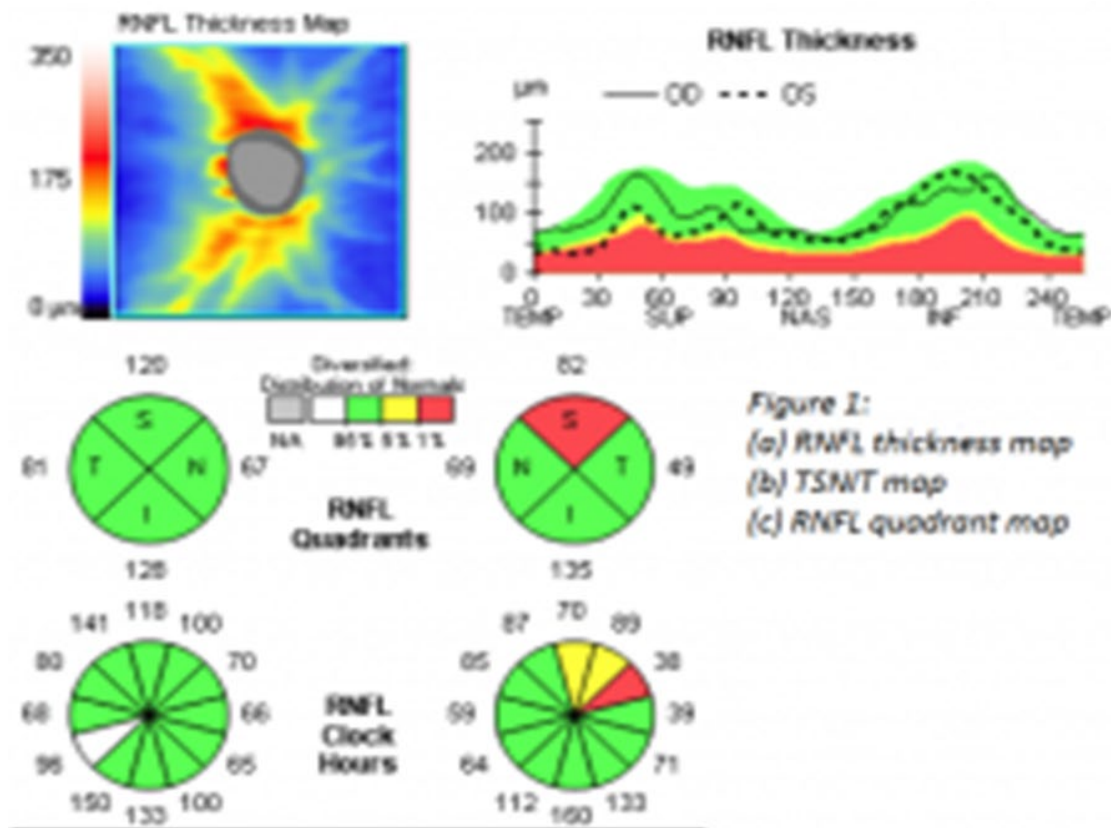 RNFL Thickness Map
350
175
0 µm
RNFL Thickness
µm
OD
OS
200
100
0
0 30 60 90 120 150 180 210 240
TEMP SUP NAS INF TEMP
Diversified:
Distribution of Normals
NA 95% 5% 1%
120
S
T N
81 67
I
128
RNFL
Quadrants
82
S
N T
69 49
I
135
Figure 1:
(a) RNFL thickness map
(b) TSNIT map
(c) RNFL quadrant map
141 118 100
80 70
68 66
96 65
150 133 100
RNFL
Clock
Hours
87 70 89
85 38
59 39
64 71
112 160 133